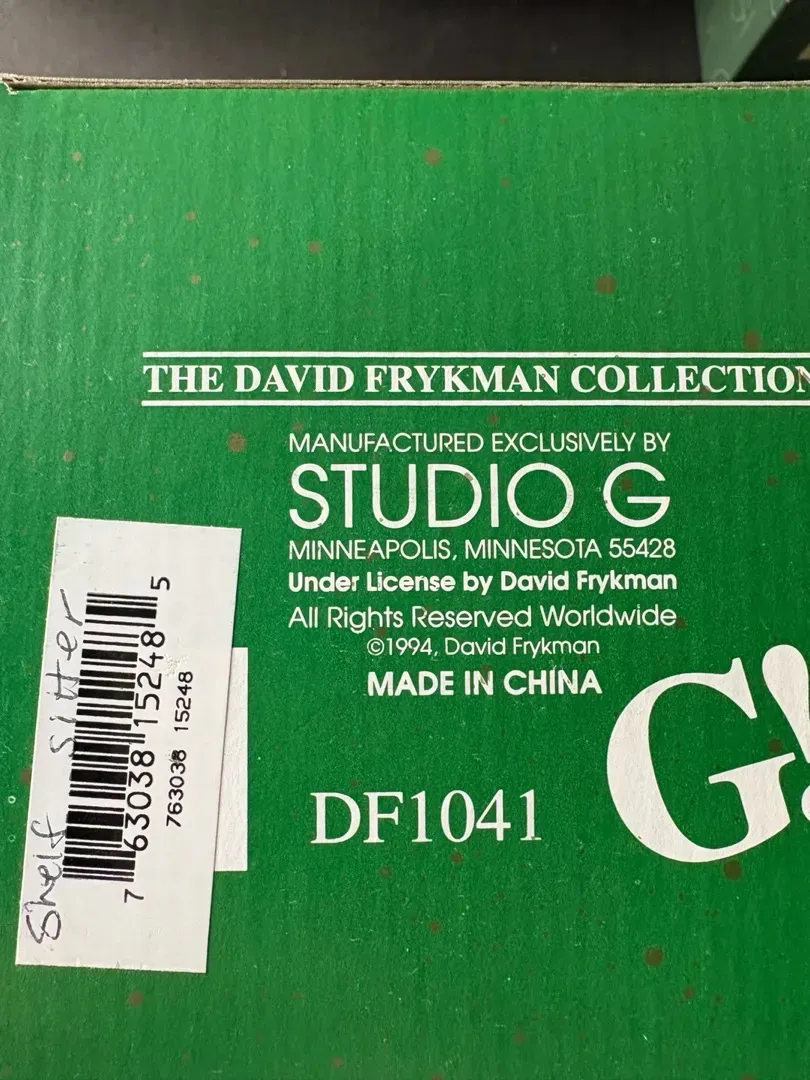 THE DAVID FRYKMAN COLLECTION
MANUFACTURED EXCLUSIVELY BY
STUDIO G
MINNEAPOLIS, MINNESOTA 55428
Under License by David Frykman
All Rights Reserved Worldwide
©1994, David Frykman
MADE IN CHINA
DF1041
G!
Shelf sitter
7 63038 15248 5
763038 15248